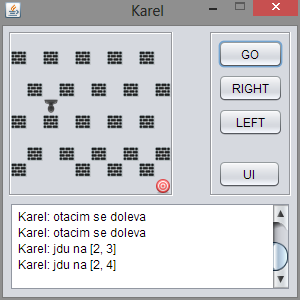 Karel
GO
RIGHT
LEFT
UI
Karel: otacim se doleva
Karel: otacim se doleva
Karel: jdu na [2, 3]
Karel: jdu na [2, 4]